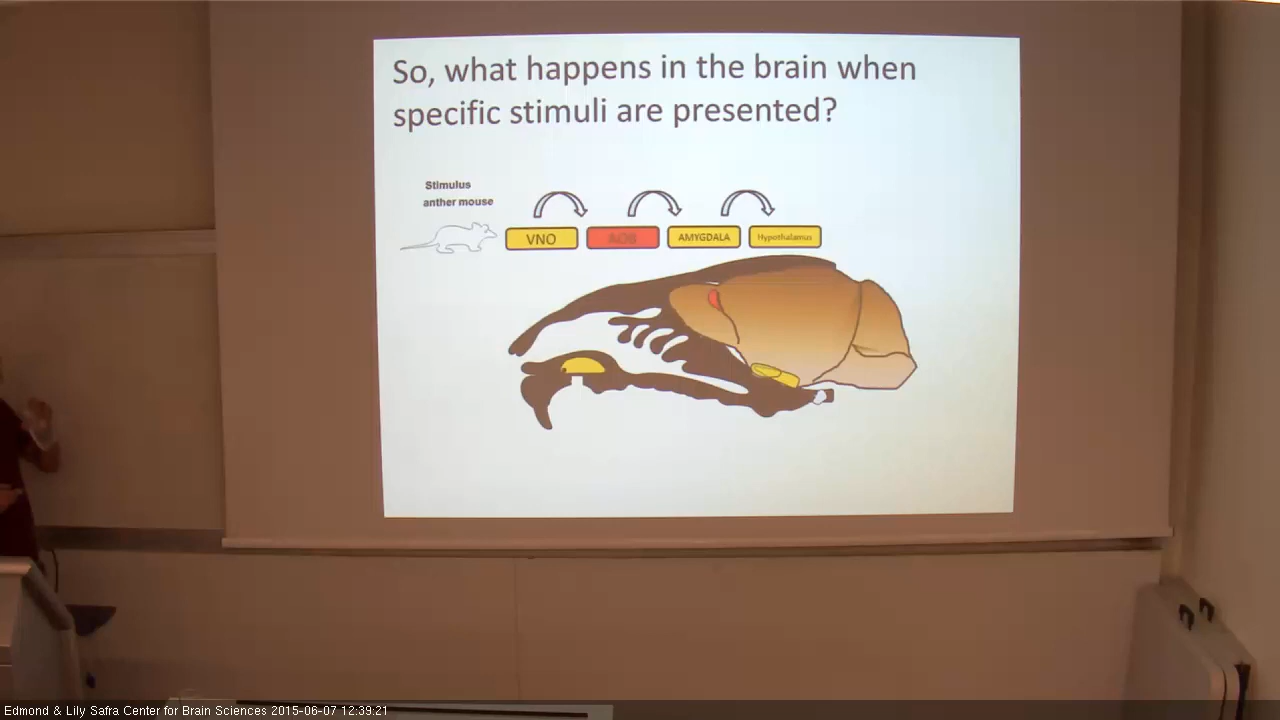 So, what happens in the brain when
specific stimuli are presented?
Stimulus
anther mouse
VNO
AOB
AMYGDALA
Hypothalamus
Edmond & Lily Safra Center for Brain Sciences 2015-06-07 12:39:21